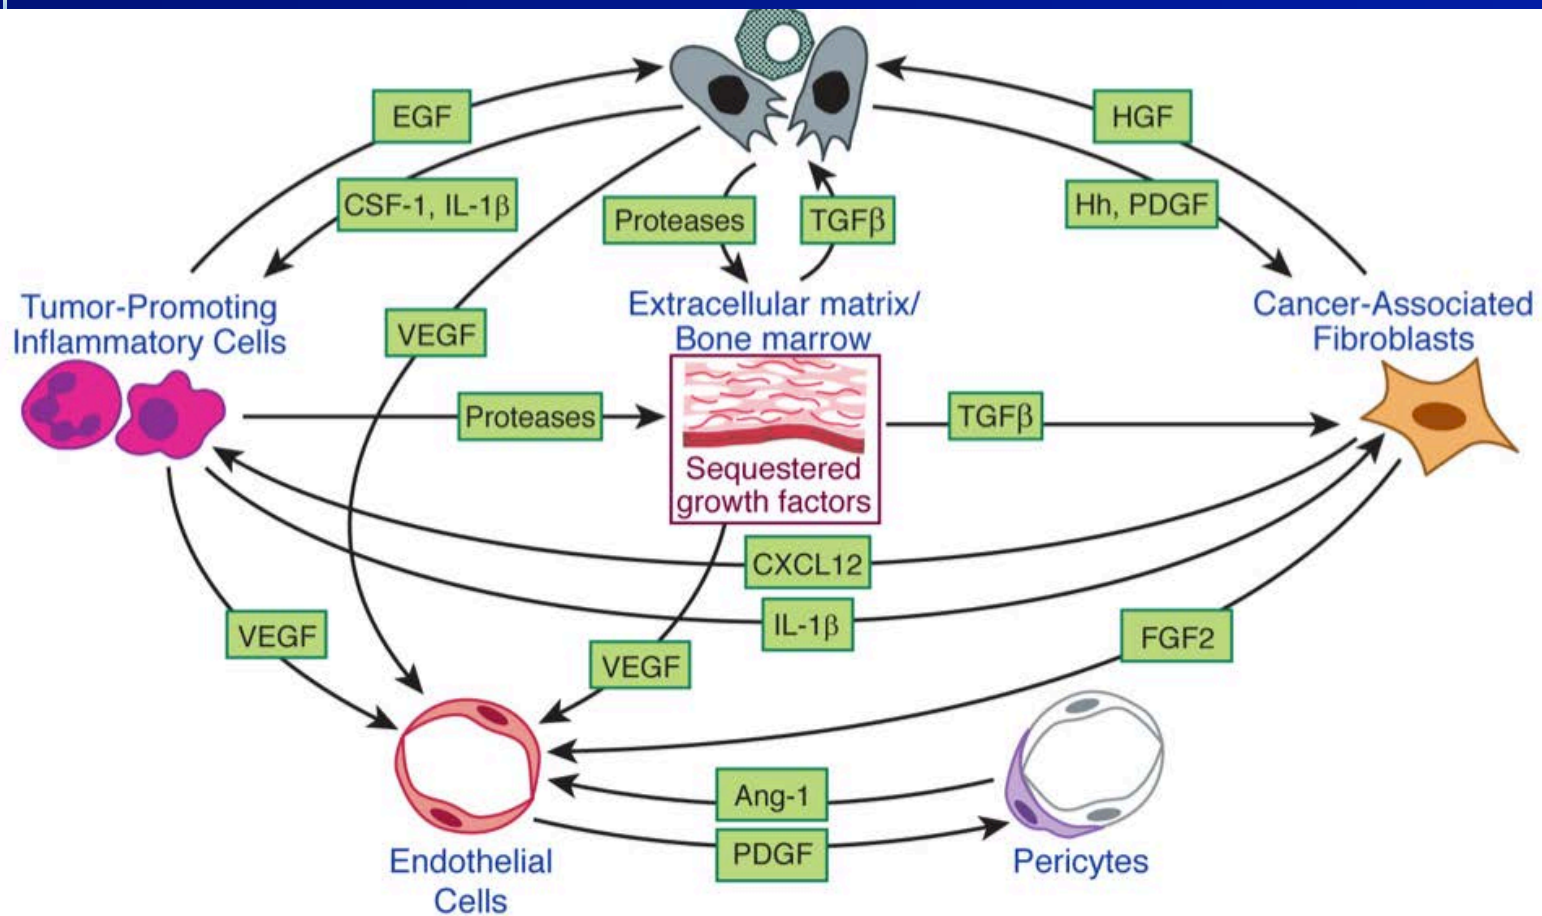 EGF
HGF
CSF-1, IL-1β
Hh, PDGF
Proteases
TGFβ
Tumor-Promoting
Inflammatory Cells
Extracellular matrix/
Bone marrow
Cancer-Associated
Fibroblasts
VEGF
Proteases
TGFβ
Sequestered
growth factors
CXCL12
IL-1β
VEGF
VEGF
FGF2
Ang-1
PDGF
Endothelial
Cells
Pericytes